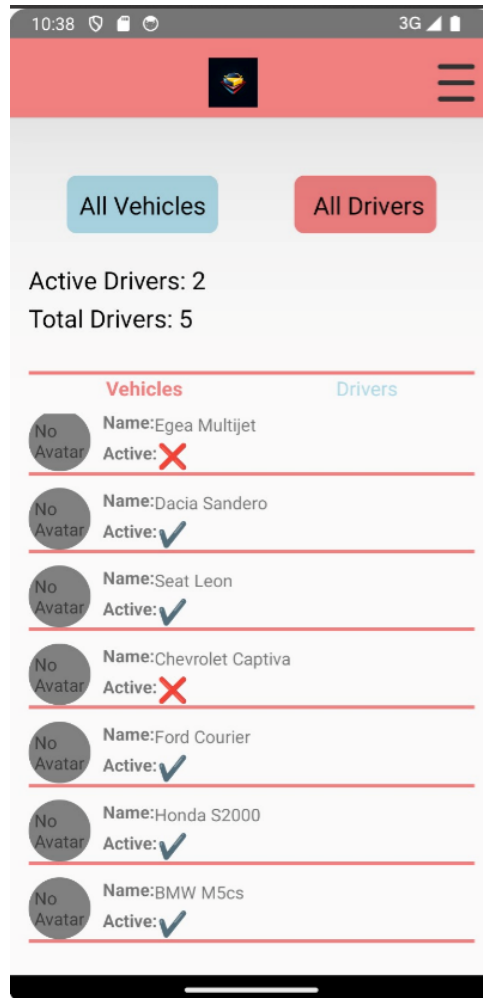 10:38 3G
All Vehicles All Drivers
Active Drivers: 2
Total Drivers: 5
Vehicles Drivers
No Avatar
Name:Egea Multijet
Active:❌
No Avatar
Name:Dacia Sandero
Active:✔
No Avatar
Name:Seat Leon
Active:✔
No Avatar
Name:Chevrolet Captiva
Active:❌
No Avatar
Name:Ford Courier
Active:✔
No Avatar
Name:Honda S2000
Active:✔
No Avatar
Name:BMW M5cs
Active:✔